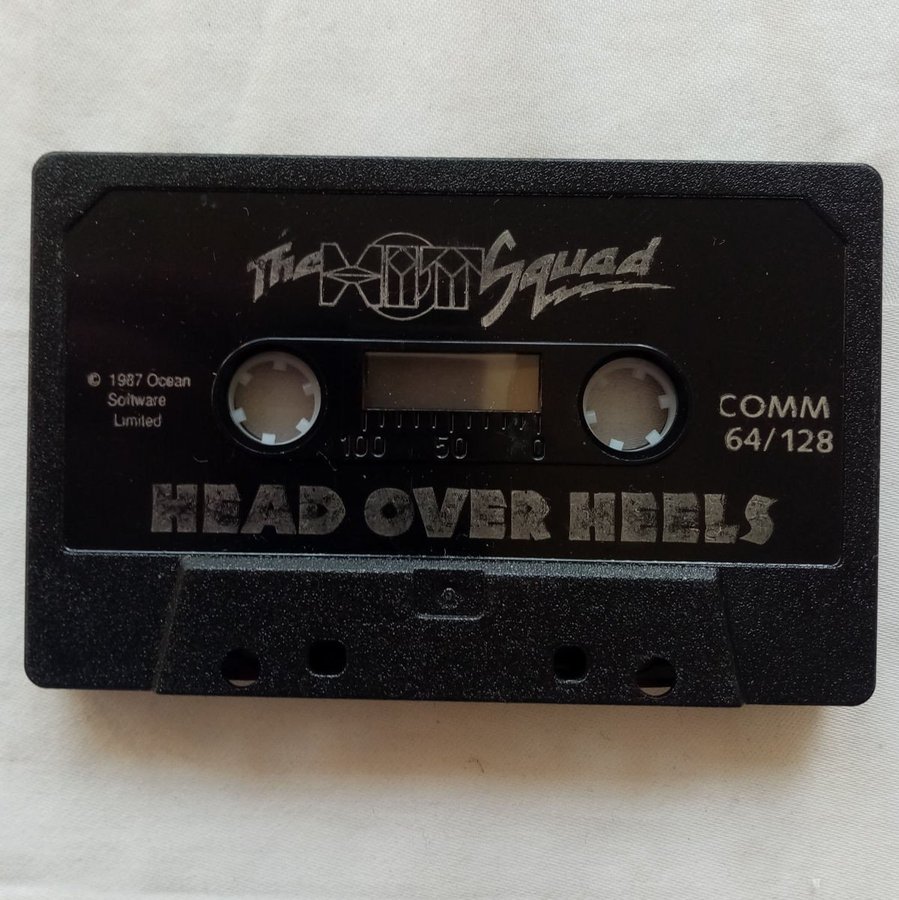 The HIT Squad
© 1987 Ocean
Software
Limited
COMM
64/128
100 50 0
HEAD OVER HEELS